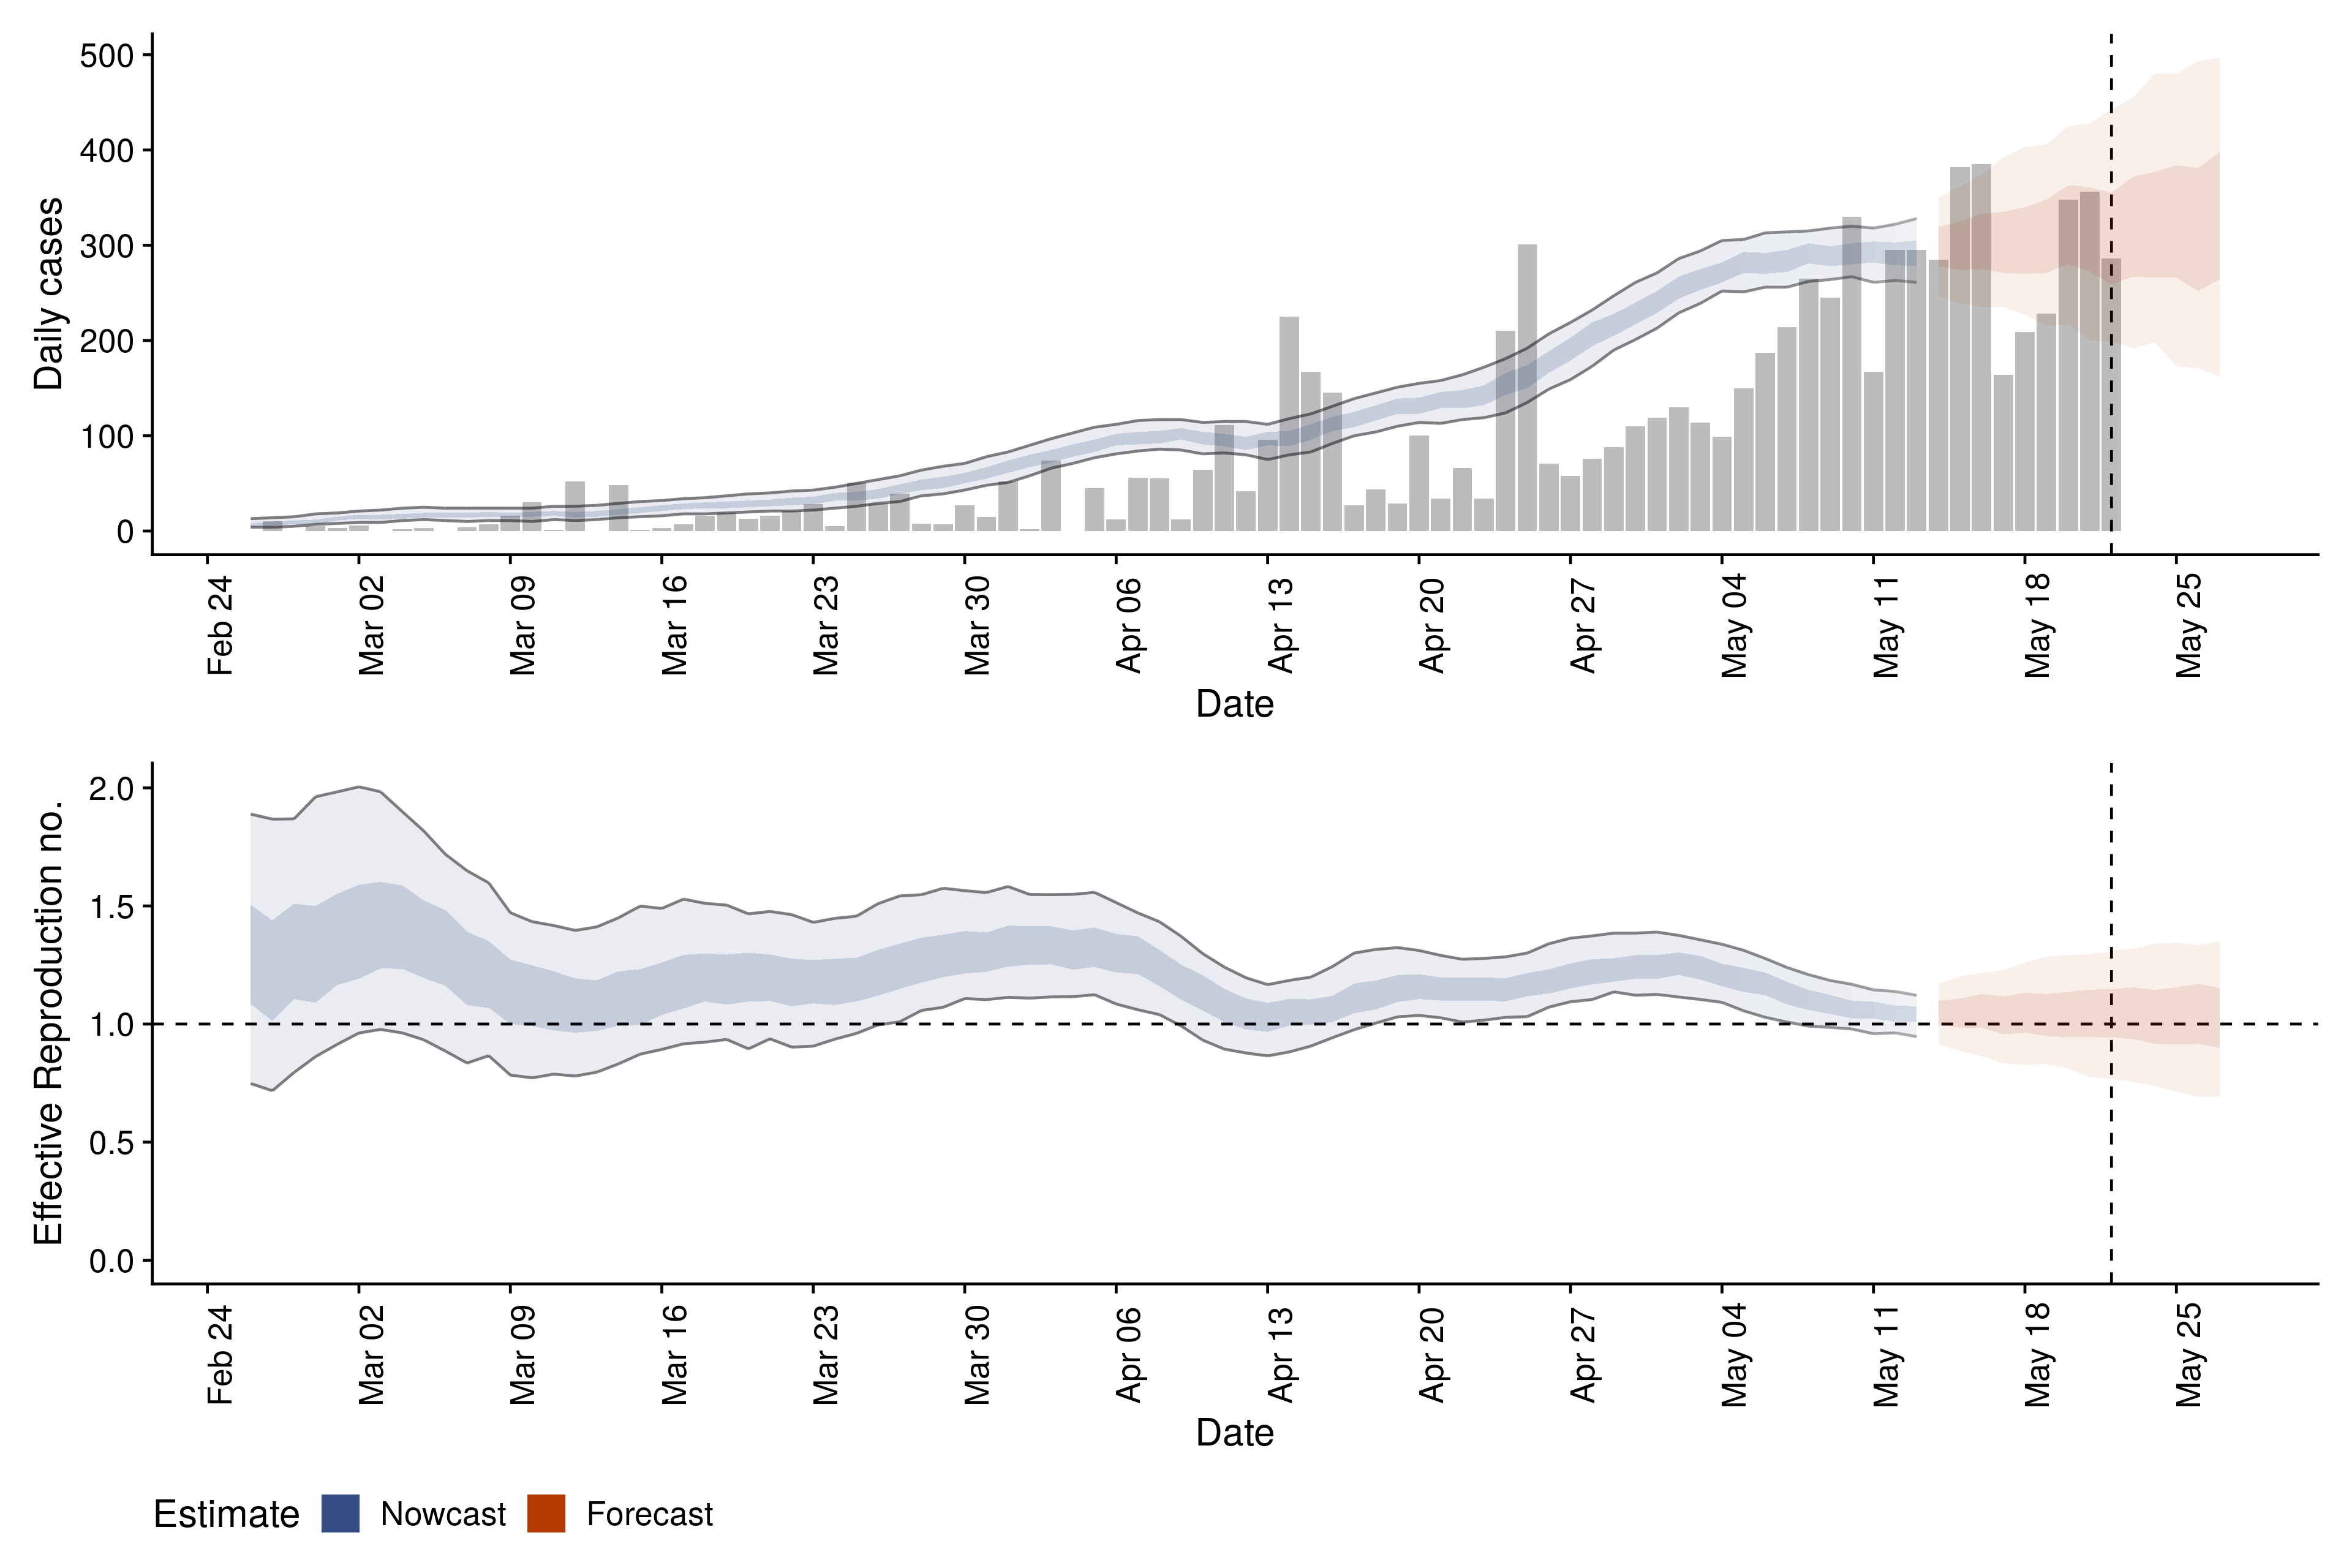 Daily cases
500
400
300
200
100
0
Feb 24
Mar 02
Mar 09
Mar 16
Mar 23
Mar 30
Apr 06
Apr 13
Apr 20
Apr 27
May 04
May 11
May 18
May 25
Date
Effective Reproduction no.
2.0
1.5
1.0
0.5
0.0
Feb 24
Mar 02
Mar 09
Mar 16
Mar 23
Mar 30
Apr 06
Apr 13
Apr 20
Apr 27
May 04
May 11
May 18
May 25
Date
Estimate Nowcast Forecast